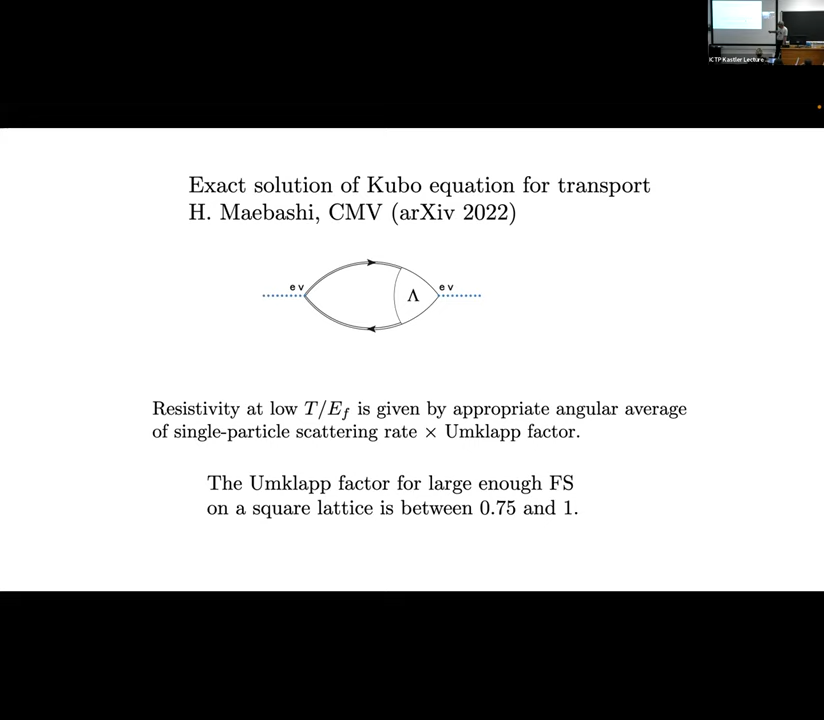 ICTP Kastler Lecture
Exact solution of Kubo equation for transport
H. Maebashi, CMV (arXiv 2022)
e v
Λ
e v
Resistivity at low T/E_f is given by appropriate angular average
of single-particle scattering rate × Umklapp factor.
The Umklapp factor for large enough FS
on a square lattice is between 0.75 and 1.